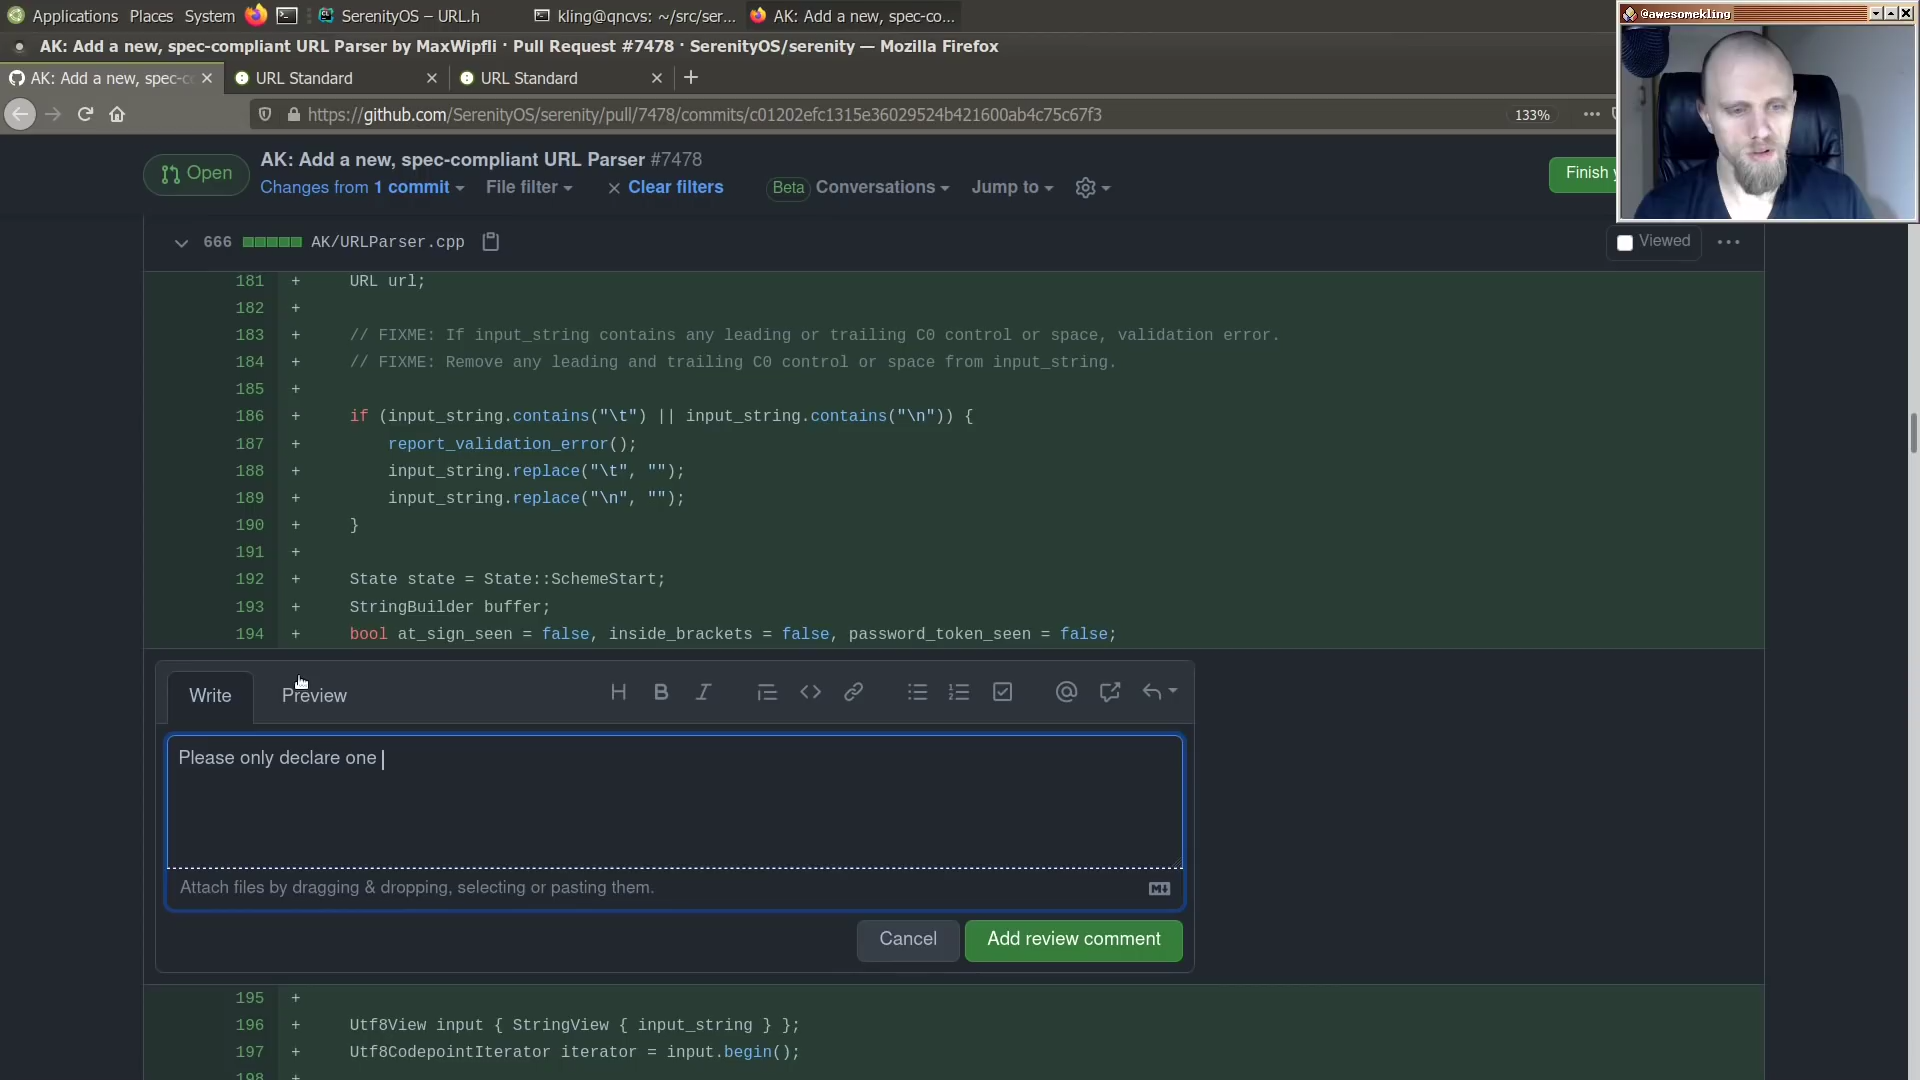 Applications Places System SerenityOS – URL.h kling@qncvs: ~/src/ser... AK: Add a new, spec-co...
@awesomekling
AK: Add a new, spec-compliant URL Parser by MaxWipfli · Pull Request #7478 · SerenityOS/serenity — Mozilla Firefox
AK: Add a new, spec-c URL Standard URL Standard
https://github.com/SerenityOS/serenity/pull/7478/commits/c01202efc1315e36029524b421600ab4c75c67f3 133%
Open
AK: Add a new, spec-compliant URL Parser #7478
Changes from 1 commit File filter Clear filters Beta Conversations Jump to
Finish y
666 AK/URLParser.cpp Viewed
181 + URL url;
182 +
183 + // FIXME: If input_string contains any leading or trailing C0 control or space, validation error.
184 + // FIXME: Remove any leading and trailing C0 control or space from input_string.
185 +
186 + if (input_string.contains("\t") || input_string.contains("\n")) {
187 + report_validation_error();
188 + input_string.replace("\t", "");
189 + input_string.replace("\n", "");
190 + }
191 +
192 + State state = State::SchemeStart;
193 + StringBuilder buffer;
194 + bool at_sign_seen = false, inside_brackets = false, password_token_seen = false;
Write Preview
Please only declare one
Attach files by dragging & dropping, selecting or pasting them.
Cancel Add review comment
195 +
196 + Utf8View input { StringView { input_string } };
197 + Utf8CodepointIterator iterator = input.begin();
198 +